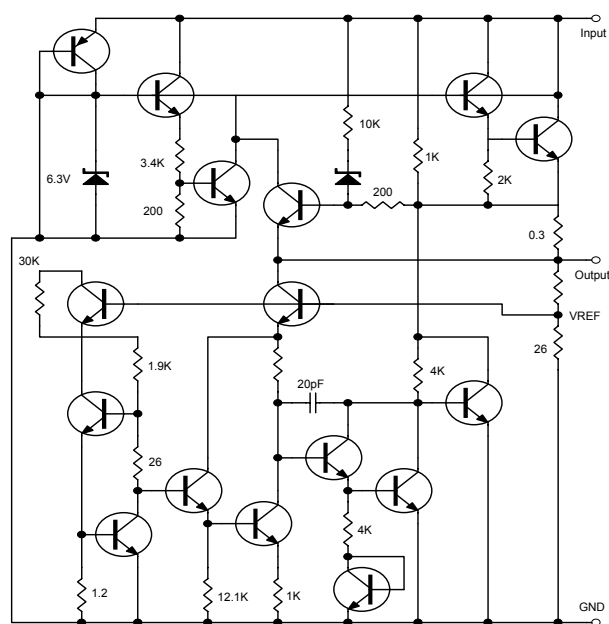 Input
10K
3.4K
1K
6.3V
2K
200
200
0.3
30K
Output
VREF
1.9K
26
20pF
4K
26
4K
1.2
12.1K
1K
GND